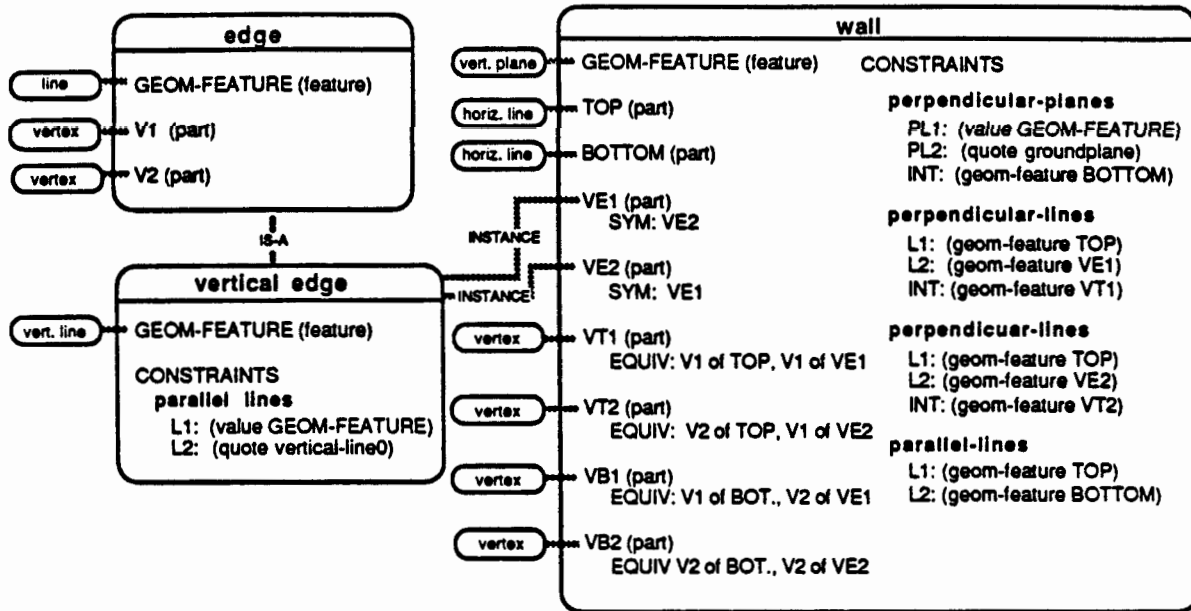 edge
line
GEOM-FEATURE (feature)
vertex
V1 (part)
vertex
V2 (part)
IS-A
INSTANCE
INSTANCE
vertical edge
vert. line
GEOM-FEATURE (feature)
CONSTRAINTS
parallel lines
L1: (value GEOM-FEATURE)
L2: (quote vertical-line0)
wall
vert. plane
GEOM-FEATURE (feature)
horiz. line
TOP (part)
horiz. line
BOTTOM (part)
VE1 (part)
SYM: VE2
VE2 (part)
SYM: VE1
vertex
VT1 (part)
EQUIV: V1 of TOP, V1 of VE1
vertex
VT2 (part)
EQUIV: V2 of TOP, V1 of VE2
vertex
VB1 (part)
EQUIV: V1 of BOT., V2 of VE1
vertex
VB2 (part)
EQUIV V2 of BOT., V2 of VE2
CONSTRAINTS
perpendicular-planes
PL1: (value GEOM-FEATURE)
PL2: (quote groundplane)
INT: (geom-feature BOTTOM)
perpendicular-lines
L1: (geom-feature TOP)
L2: (geom-feature VE1)
INT: (geom-feature VT1)
perpendicuar-lines
L1: (geom-feature TOP)
L2: (geom-feature VE2)
INT: (geom-feature VT2)
parallel-lines
L1: (geom-feature TOP)
L2: (geom-feature BOTTOM)